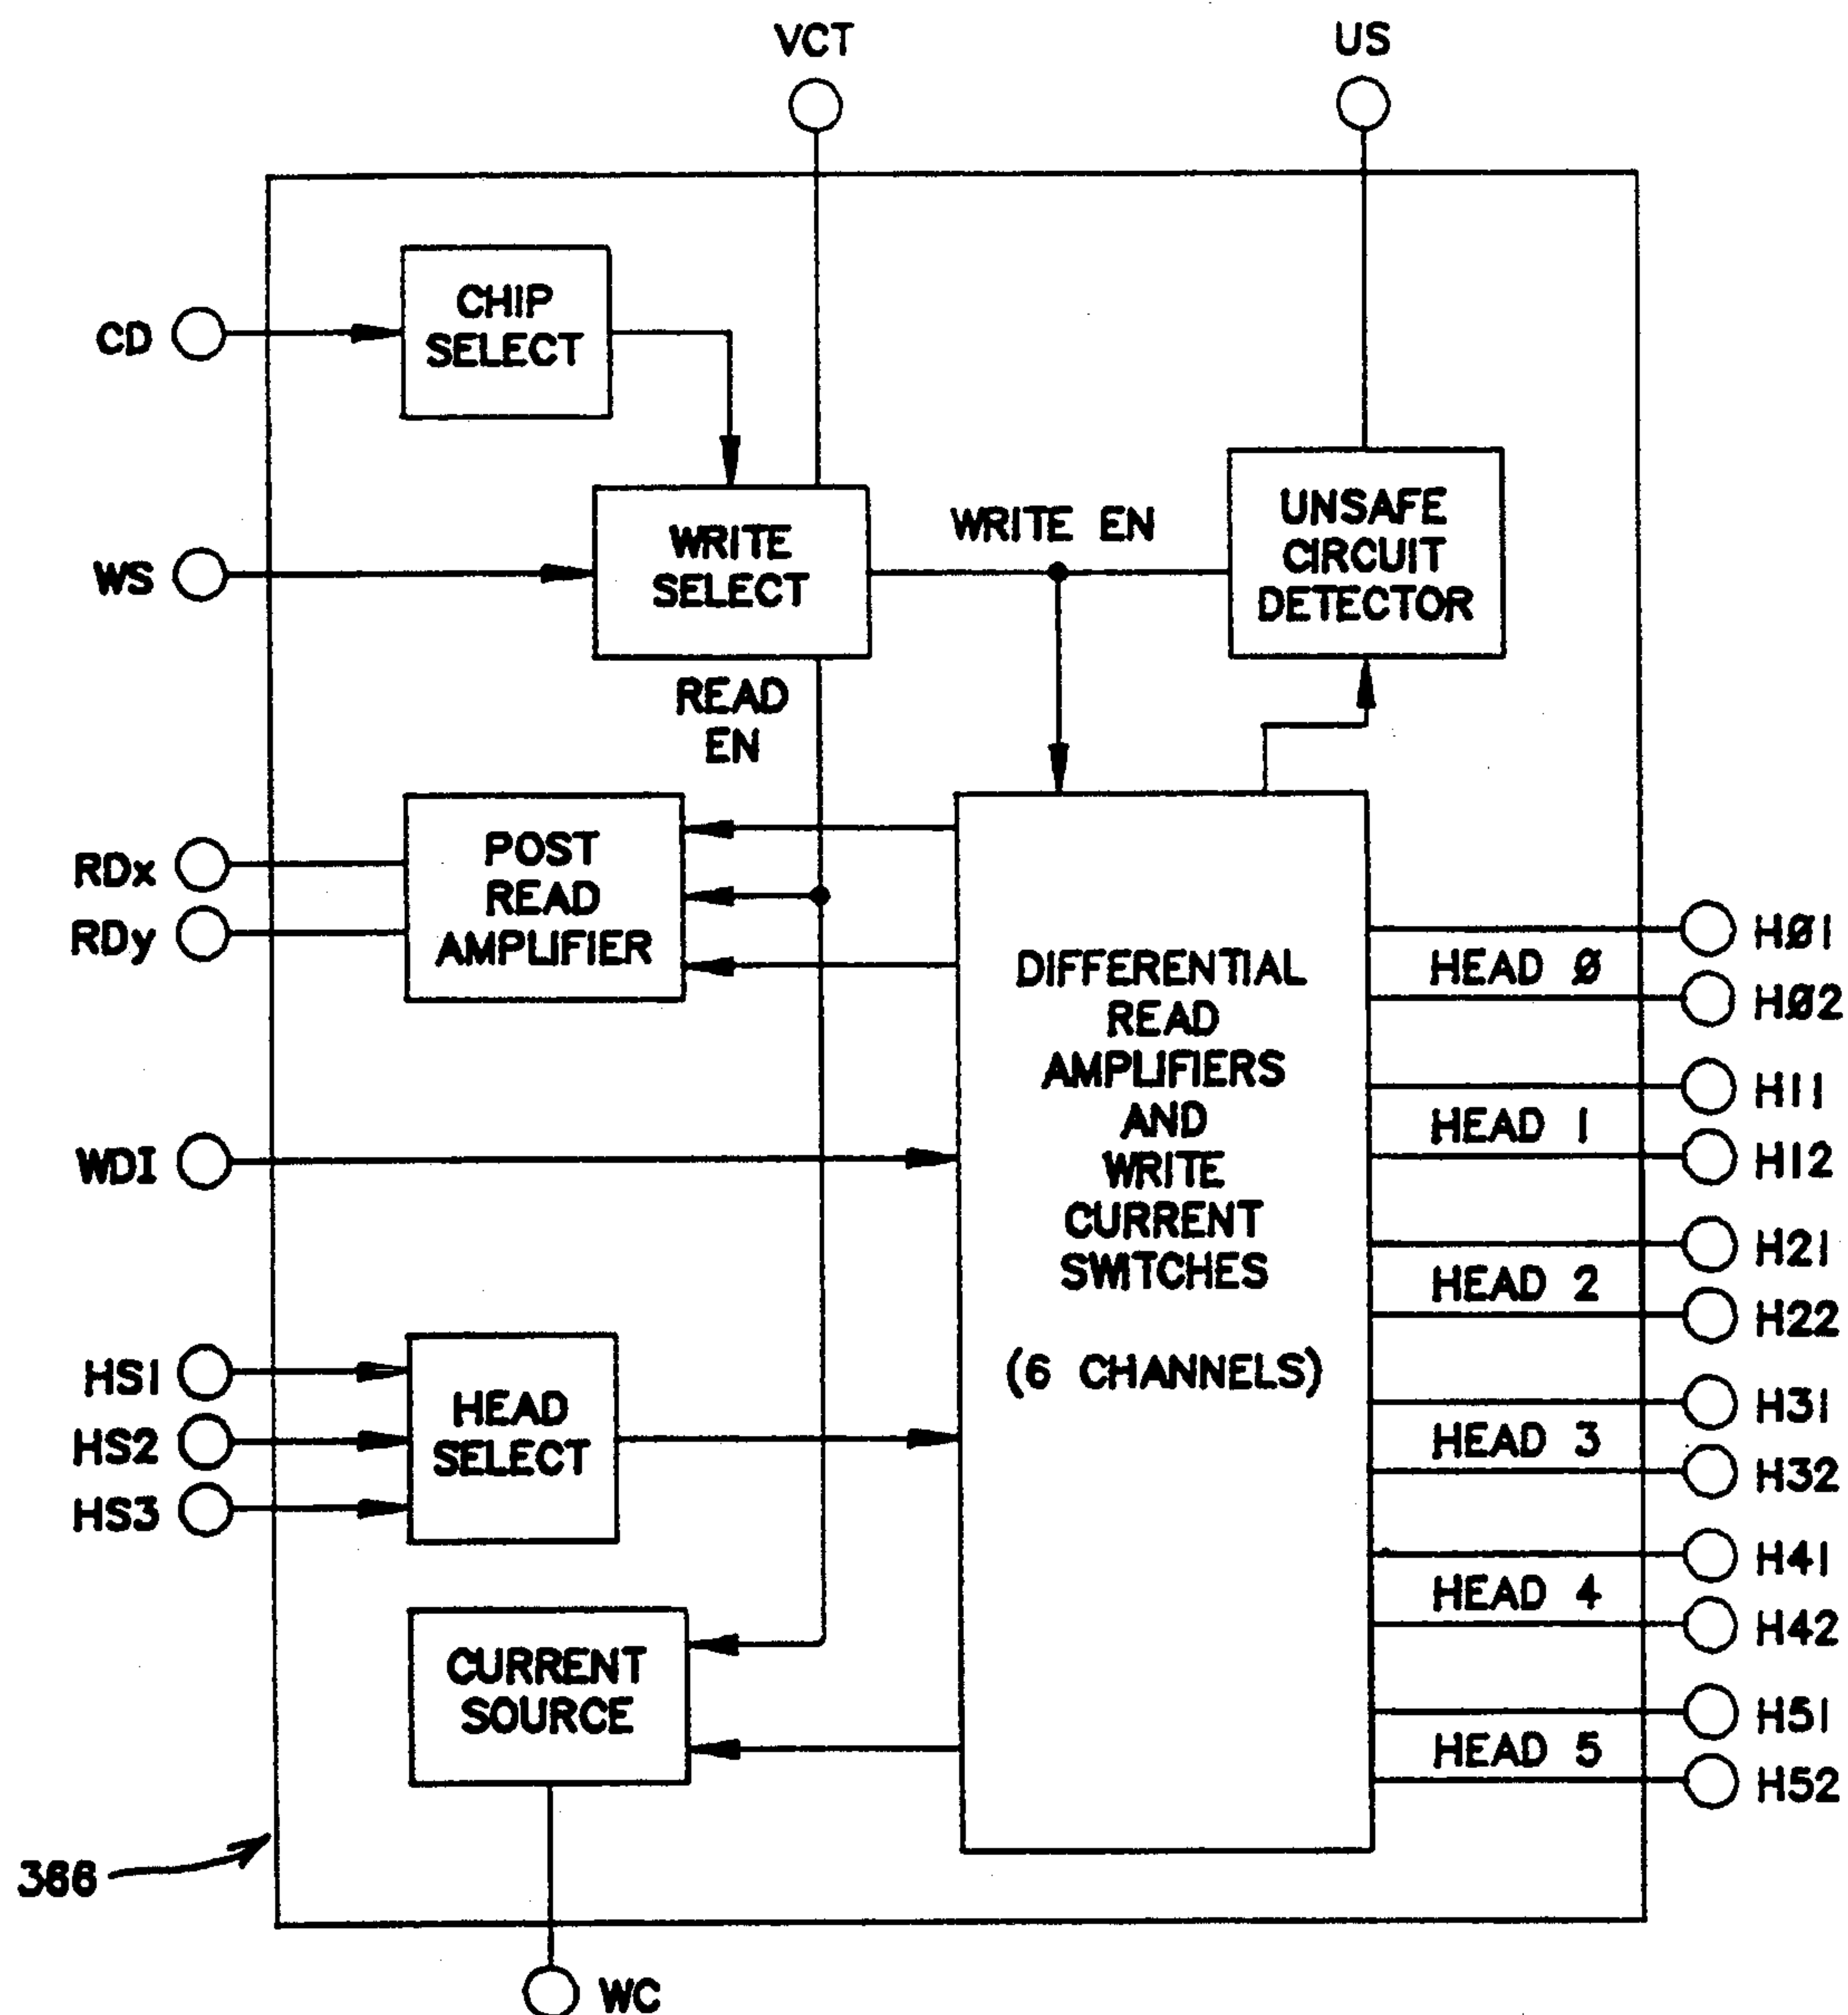 VCT
US
CHIP
SELECT
CD
UNSAFE
CIRCUIT
DETECTOR
WRITE EN
WRITE
SELECT
WS
READ
EN
POST
READ
AMPLIFIER
RDx
RDy
DIFFERENTIAL
READ
AMPLIFIERS
AND
WRITE
CURRENT
SWITCHES
(6 CHANNELS)
HØ1
HEAD Ø
HØ2
H11
HEAD 1
H12
WDI
H21
HEAD 2
H22
HS1
HS2
HS3
HEAD
SELECT
H31
HEAD 3
H32
H41
HEAD 4
H42
CURRENT
SOURCE
H51
HEAD 5
H52
366
WC